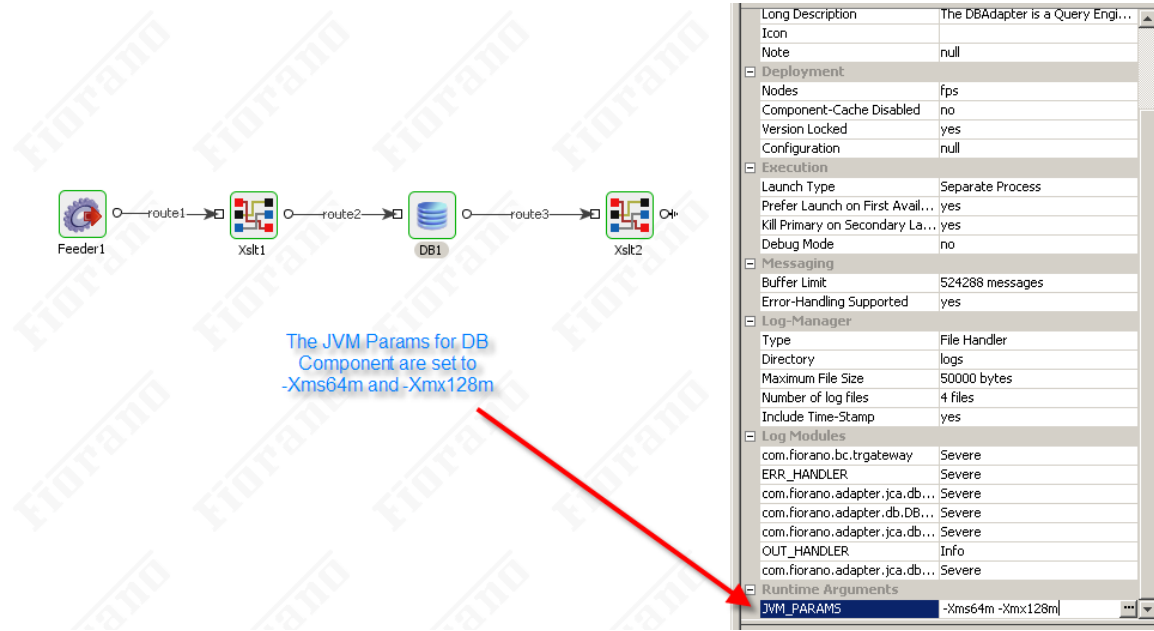 Long Description The DBAdapter is a Query Engi...
Icon
Note null
Deployment
Nodes fps
Component-Cache Disabled no
Version Locked yes
Configuration null
Execution
Launch Type Separate Process
Prefer Launch on First Avail... yes
Kill Primary on Secondary La... yes
Debug Mode no
Messaging
Buffer Limit 524288 messages
Error-Handling Supported yes
Log-Manager
Type File Handler
Directory logs
Maximum File Size 50000 bytes
Number of log files 4 files
Include Time-Stamp yes
Log Modules
com.fiorano.bc.trgateway Severe
ERR_HANDLER Severe
com.fiorano.adapter.jca.db... Severe
com.fiorano.adapter.db.DB... Severe
com.fiorano.adapter.jca.db... Severe
OUT_HANDLER Info
com.fiorano.adapter.jca.db... Severe
Runtime Arguments
JVM_PARAMS -Xms64m -Xmx128m ...
route1 route2 route3
Feeder1 Xslt1 DB1 Xslt2
The JVM Params for DB
Component are set to
-Xms64m and -Xmx128m
Fiorano